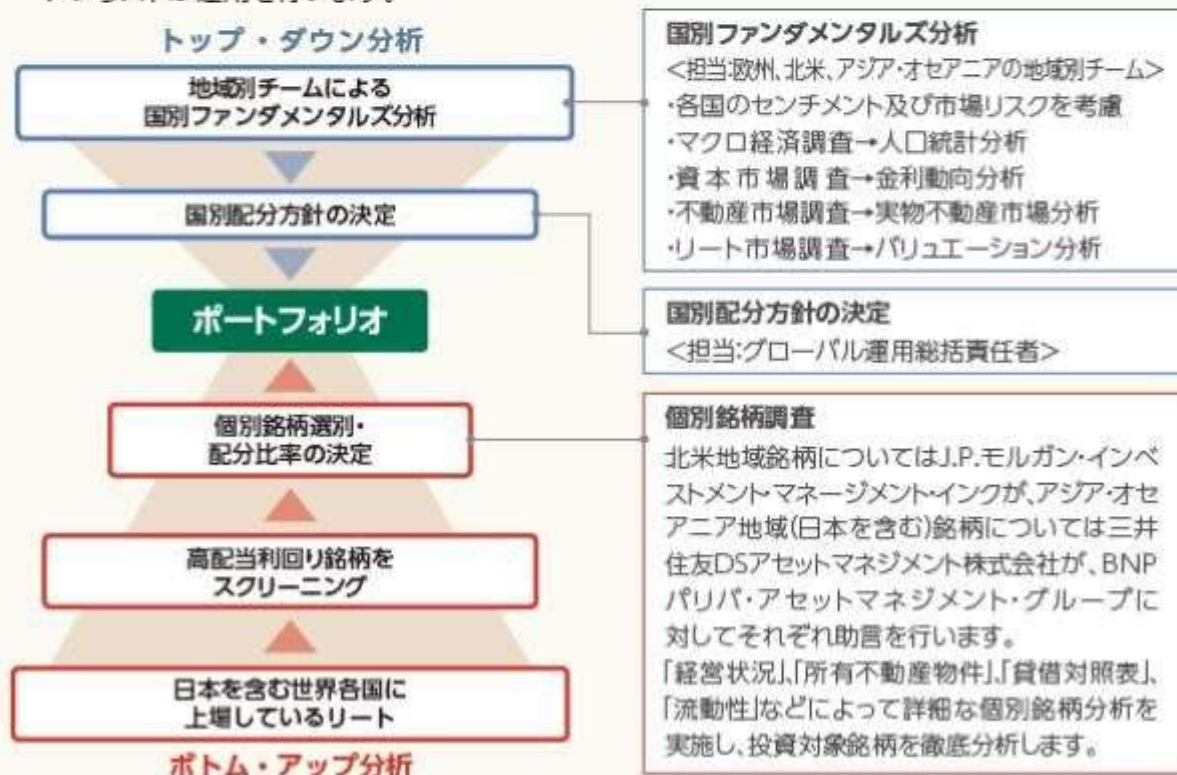 トップ・ダウン分析
地域別チームによる
国別ファンダメンタルズ分析
国別配分方針の決定
ポートフォリオ
個別銘柄選別・
配分比率の決定
高配当利回り銘柄を
スクリーニング
日本を含む世界各国に
上場しているリート
ボトム・アップ分析
国別ファンダメンタルズ分析
<担当:欧州、北米、アジア・オセアニアの地域別チーム>
・各国のセンチメント及び市場リスクを考慮
・マクロ経済調査→人口統計分析
・資本市場調査→金利動向分析
・不動産市場調査→実物不動産市場分析
・リート市場調査→バリュエーション分析
国別配分方針の決定
<担当:グローバル運用総括責任者>
個別銘柄調査
北米地域銘柄についてはJ.P.モルガン・インベ
ストメント・マネージメント・インクが、アジア・オセ
アニア地域(日本を含む)銘柄については三井
住友DSアセットマネジメント株式会社が、BNP
パリバ・アセットマネジメント・グループに
対してそれぞれ助言を行います。
「経営状況」、「所有不動産物件」、「貸借対照表」、
「流動性」などによって詳細な個別銘柄分析を
実施し、投資対象銘柄を徹底分析します。